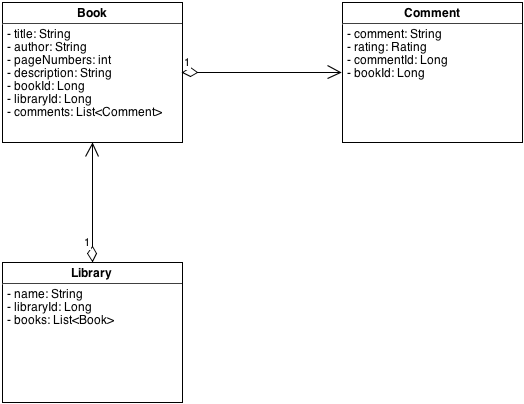 Book
- title: String
- author: String
- pageNumbers: int
- description: String
- bookId: Long
- libraryId: Long
- comments: List<Comment>
1
Comment
- comment: String
- rating: Rating
- commentId: Long
- bookId: Long
1
Library
- name: String
- libraryId: Long
- books: List<Book>